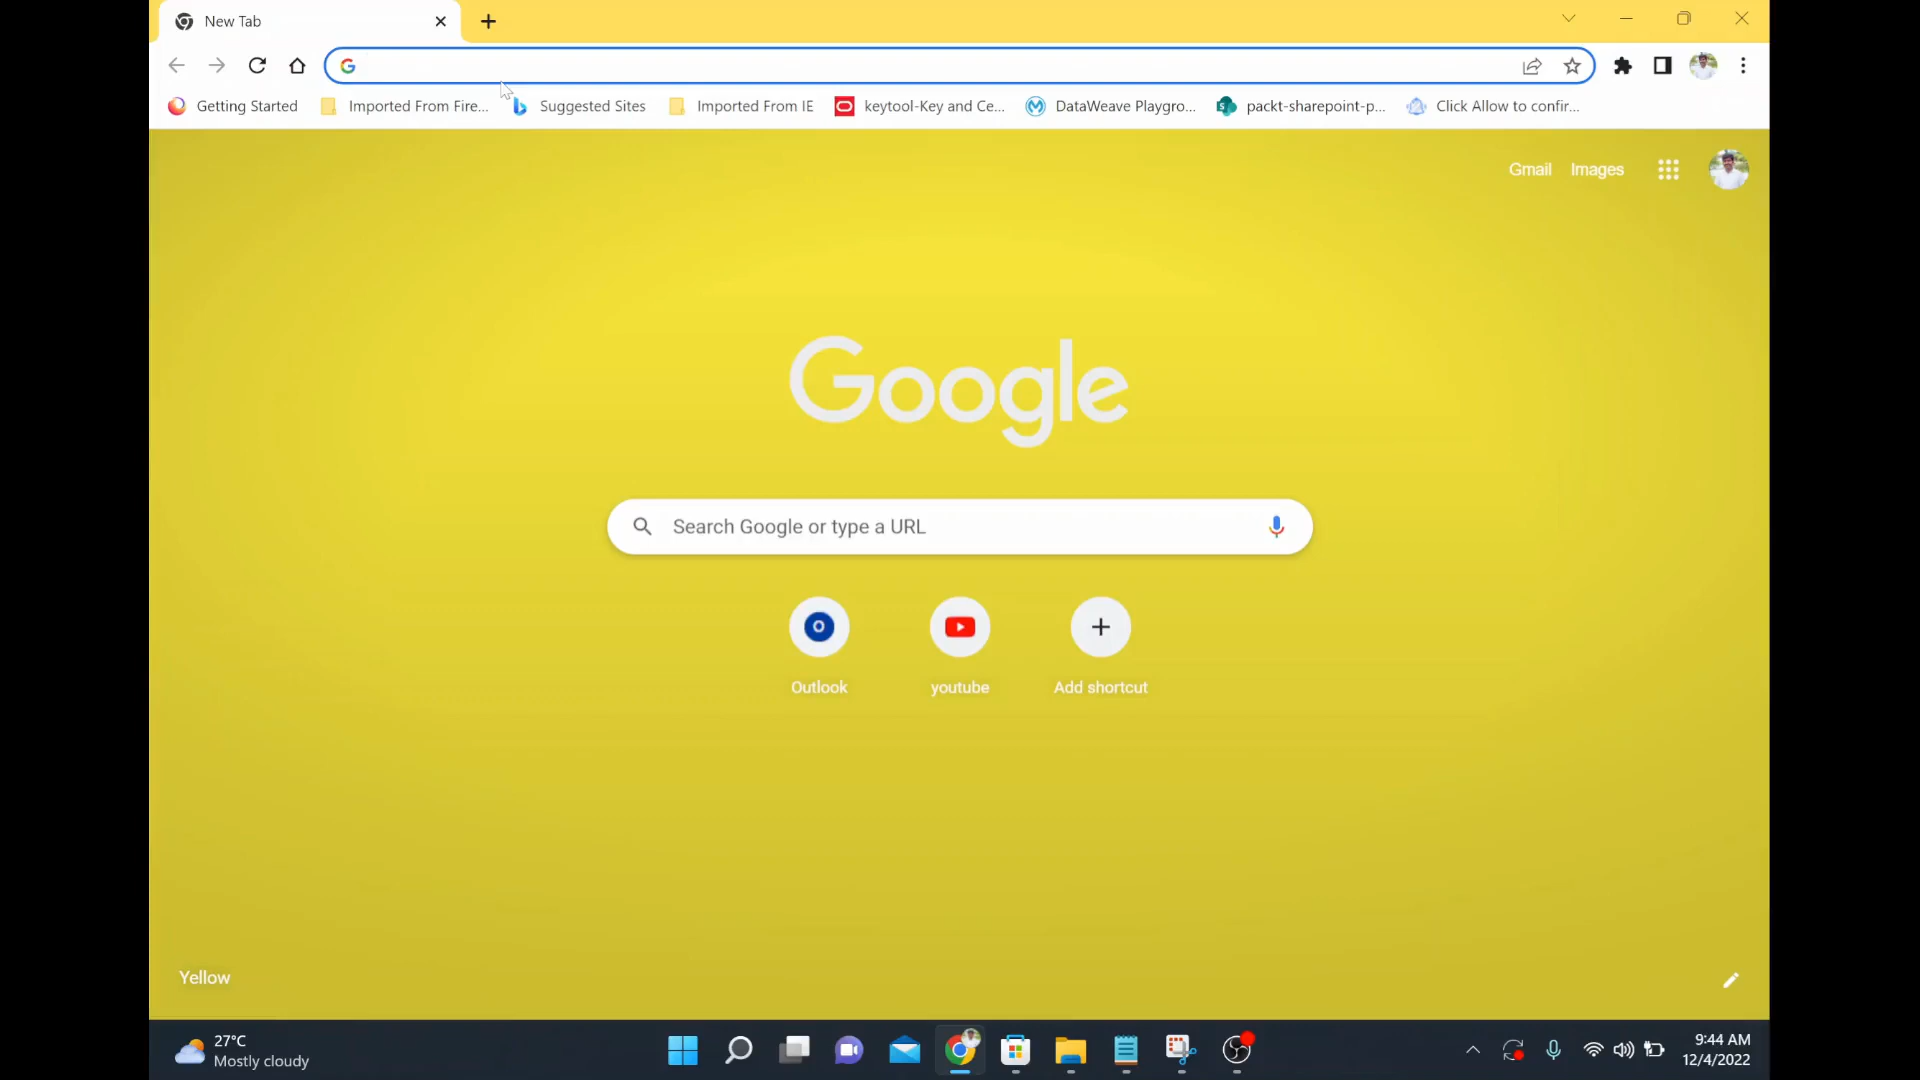 New Tab
Getting Started
Imported From Fire...
Suggested Sites
Imported From IE
keytool-Key and Ce...
DataWeave Playgro...
packt-sharepoint-p...
Click Allow to confir...
Gmail
Images
Google
Search Google or type a URL
Outlook
youtube
Add shortcut
Yellow
27°C
Mostly cloudy
9:44 AM
12/4/2022